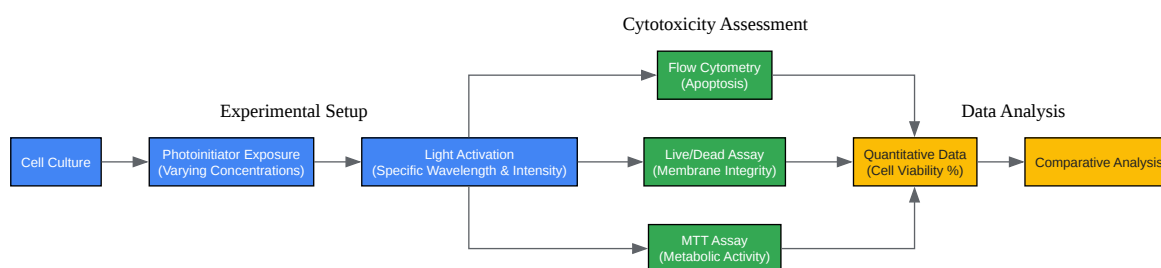 Cytotoxicity Assessment
Flow Cytometry
(Apoptosis)
Experimental Setup
Data Analysis
Cell Culture
Photoinitiator Exposure
(Varying Concentrations)
Light Activation
(Specific Wavelength & Intensity)
Live/Dead Assay
(Membrane Integrity)
Quantitative Data
(Cell Viability %)
Comparative Analysis
MTT Assay
(Metabolic Activity)